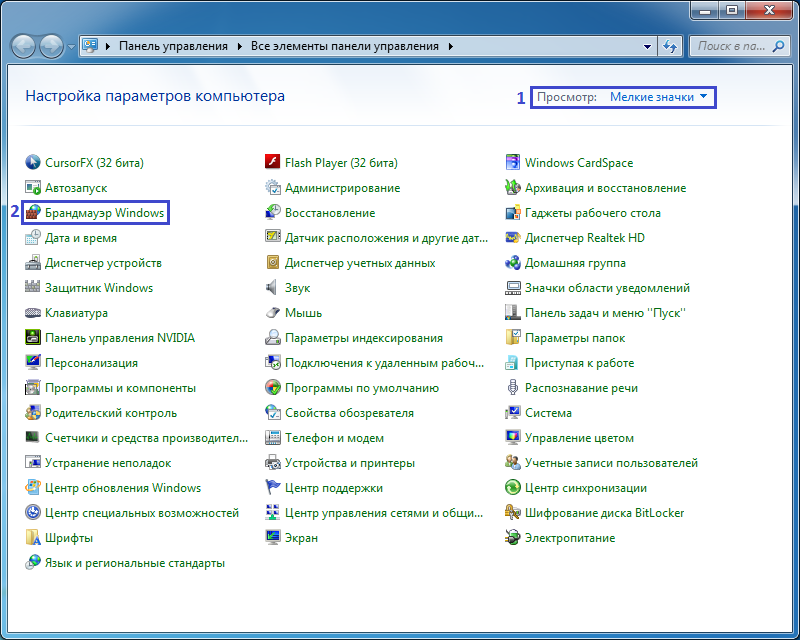 Панель управления ▸ Все элементы панели управления ▸
Поиск в па...
Настройка параметров компьютера
1 Просмотр: Мелкие значки
CursorFX (32 бита)
Flash Player (32 бита)
Windows CardSpace
Автозапуск
Администрирование
Архивация и восстановление
2 Брандмауэр Windows
Восстановление
Гаджеты рабочего стола
Дата и время
Датчик расположения и другие дат...
Диспетчер Realtek HD
Диспетчер устройств
Диспетчер учетных данных
Домашняя группа
Защитник Windows
Звук
Значки области уведомлений
Клавиатура
Мышь
Панель задач и меню "Пуск"
Панель управления NVIDIA
Параметры индексирования
Параметры папок
Персонализация
Подключения к удаленным рабоч...
Приступая к работе
Программы и компоненты
Программы по умолчанию
Распознавание речи
Родительский контроль
Свойства обозревателя
Система
Счетчики и средства производител...
Телефон и модем
Управление цветом
Устранение неполадок
Устройства и принтеры
Учетные записи пользователей
Центр обновления Windows
Центр поддержки
Центр синхронизации
Центр специальных возможностей
Центр управления сетями и общи...
Шифрование диска BitLocker
Шрифты
Экран
Электропитание
Язык и региональные стандарты